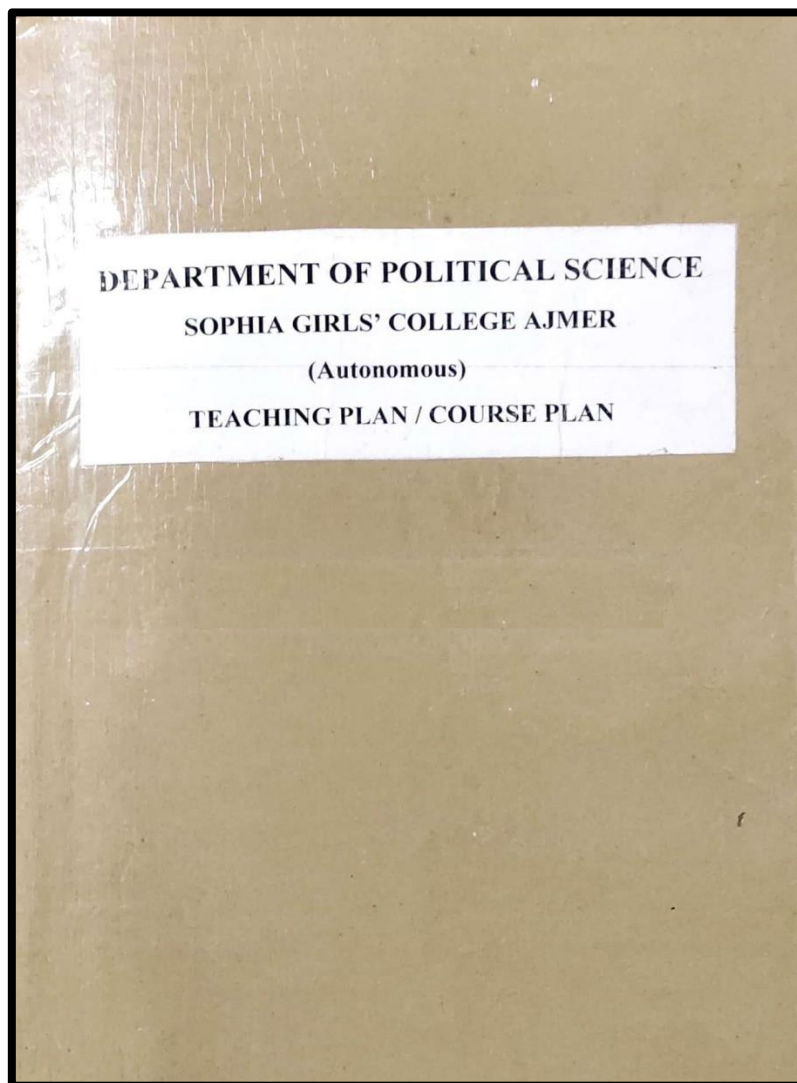 DEPARTMENT OF POLITICAL SCIENCE
SOPHIA GIRLS' COLLEGE AJMER
(Autonomous)
TEACHING PLAN / COURSE PLAN